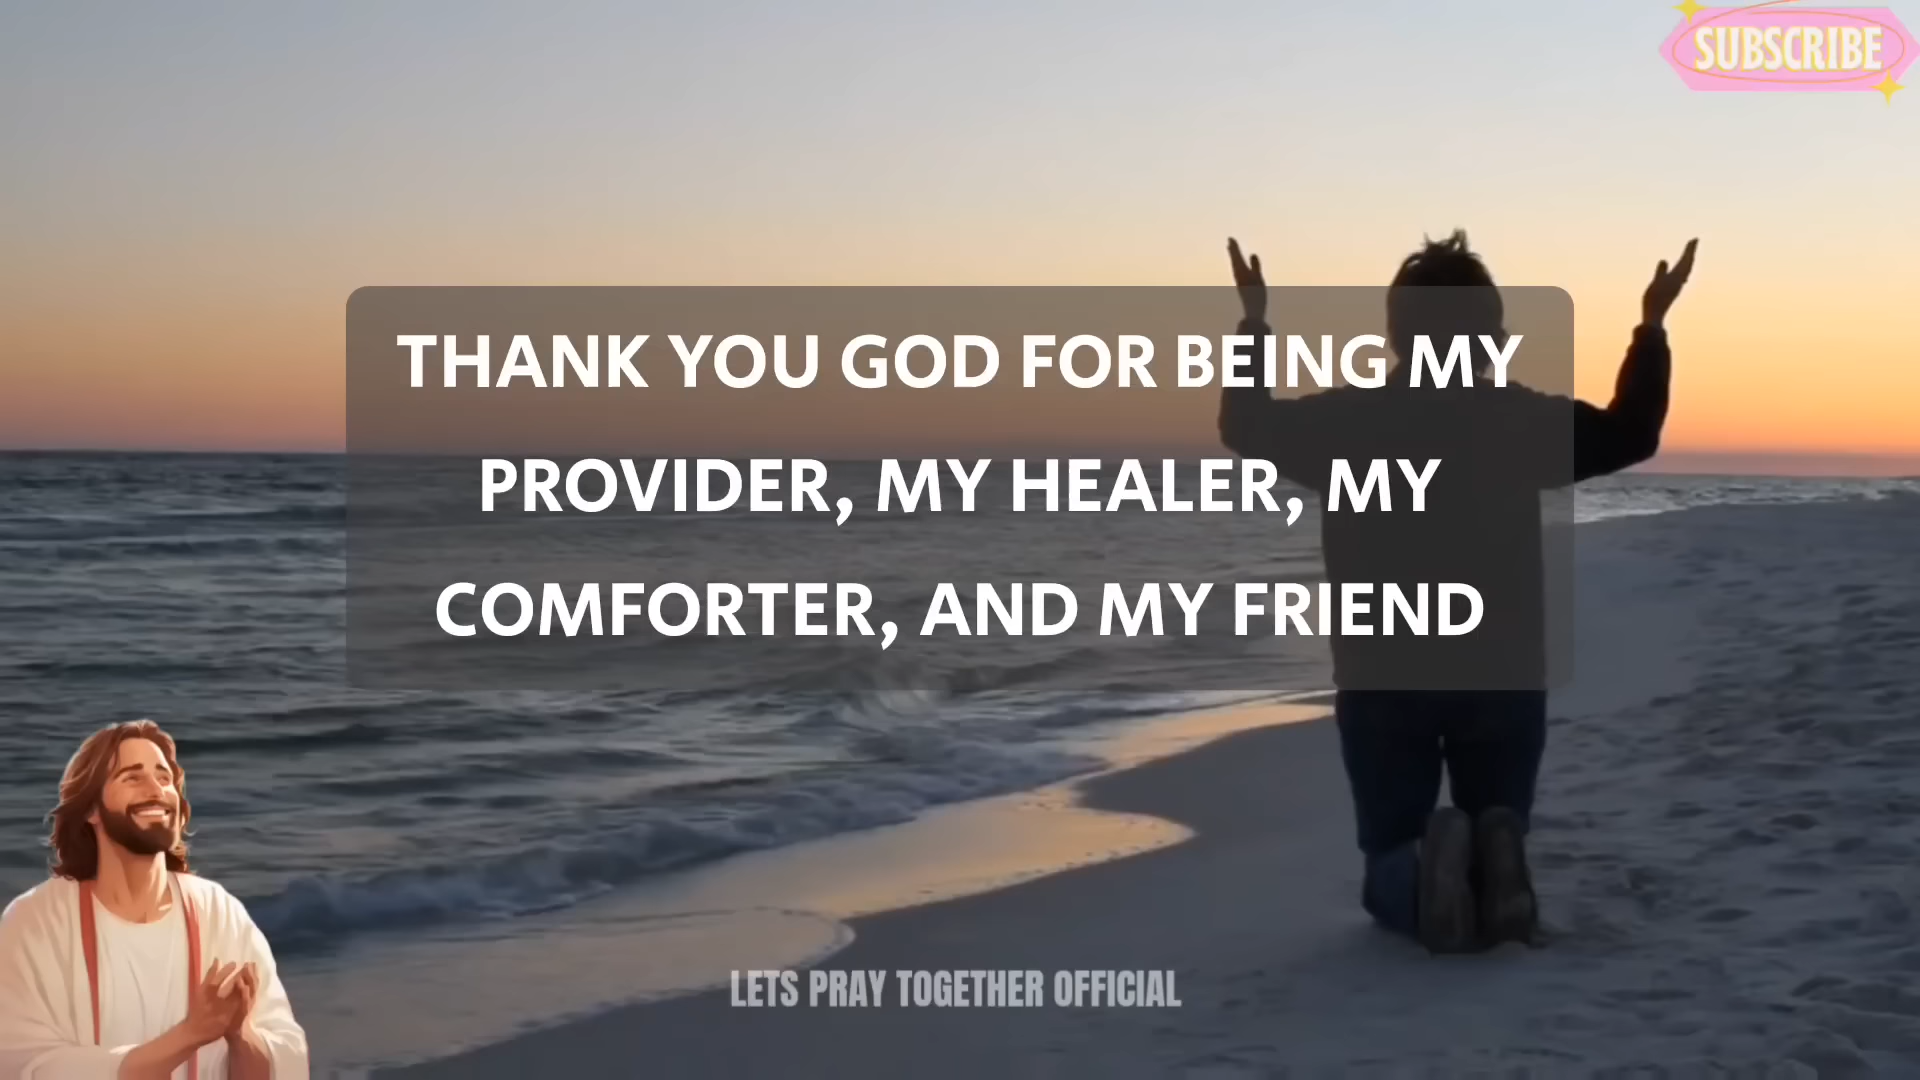 SUBSCRIBE
THANK YOU GOD FOR BEING MY
PROVIDER, MY HEALER, MY
COMFORTER, AND MY FRIEND
LETS PRAY TOGETHER OFFICIAL